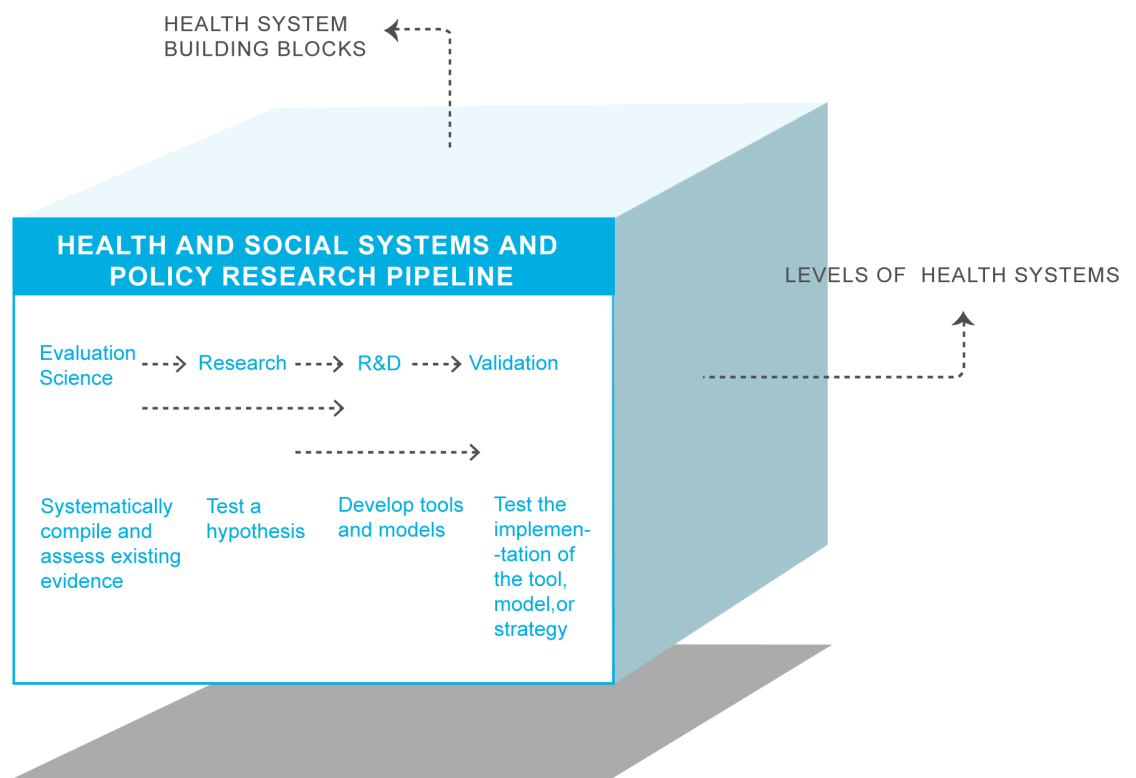 HEALTH SYSTEM
BUILDING BLOCKS
HEALTH AND SOCIAL SYSTEMS AND
POLICY RESEARCH PIPELINE
LEVELS OF HEALTH SYSTEMS
Evaluation
Science
Research
R&D
Validation
Systematically
compile and
assess existing
evidence
Test a
hypothesis
Develop tools
and models
Test the
implemen-
-tation of
the tool,
model,or
strategy